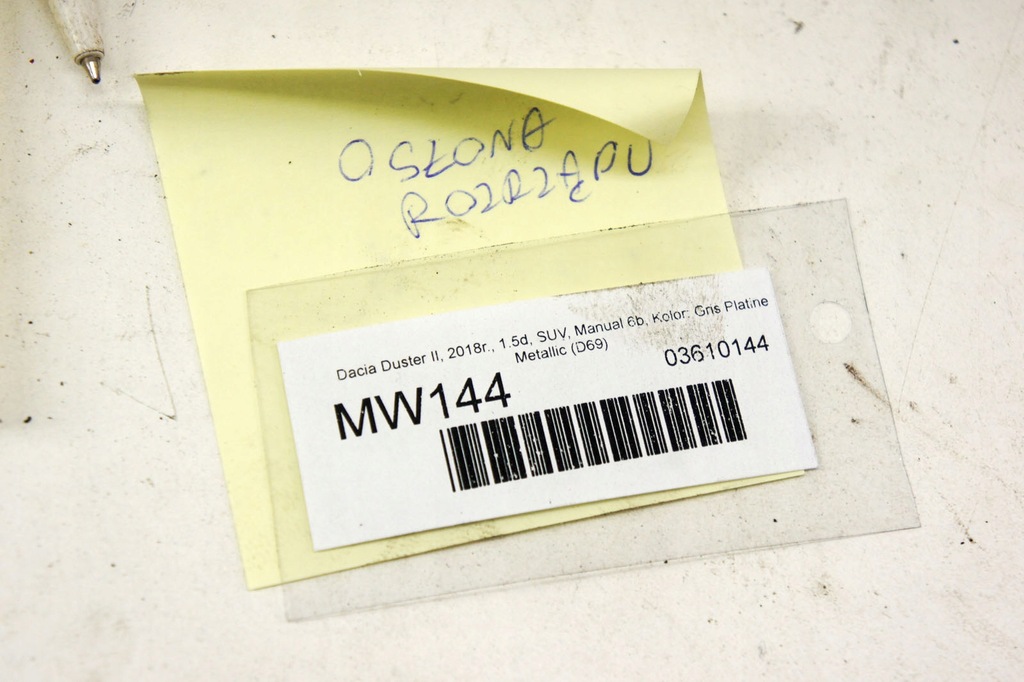 OSŁONA
ROZRZĄDU
Dacia Duster II, 2018r., 1.5d, SUV, Manual 6b, Kolor: Gris Platine
Metallic (D69)
03610144
MW144